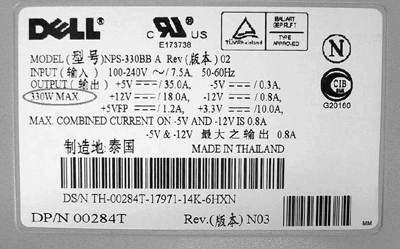 DELL
c UL US
E173738
TÜVRheinland
BAUART GEPRÜFT
TYPE APPROVED
N
CIB
G20160
MODEL (型号) NPS-330BB A Rev (版本) 02
INPUT (输入) 100-240V~/7.5A, 50-60Hz
OUTPUT (输出) +5V⎓/35.0A, -5V⎓/0.3A
330W MAX. +12V⎓/18.0A, -12V⎓/0.8A
+5VFP⎓/1.2A, +3.3V⎓/10.0A
MAX. COMBINED CURRENT ON -5V AND -12V IS 0.8A
-5V & -12V 最大之输出 0.8A
制造地: 泰国
MADE IN THAILAND
DS/N TH-00284T-17971-14K-6HXN
DP/N 00284T Rev.(版本) N03
MM